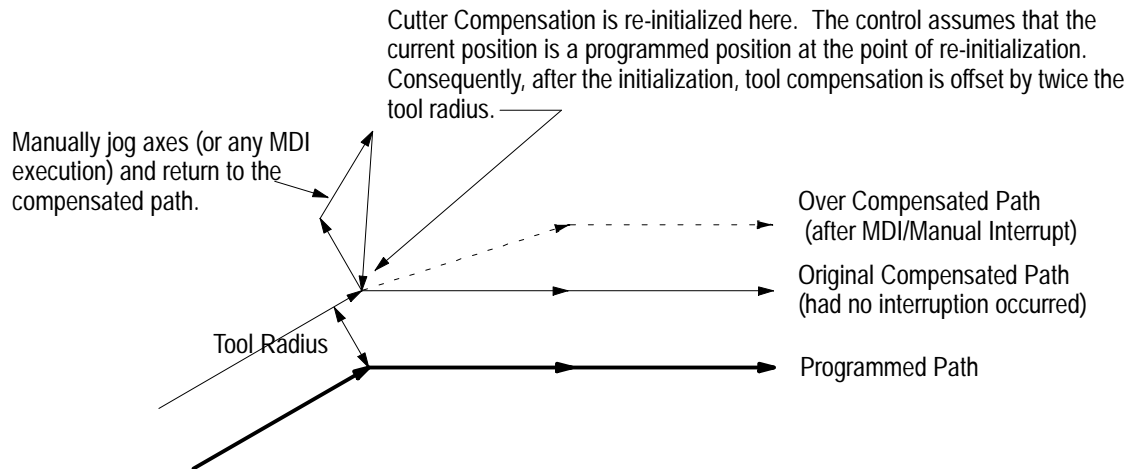 Cutter Compensation is re-initialized here. The control assumes that the
current position is a programmed position at the point of re-initialization.
Consequently, after the initialization, tool compensation is offset by twice the
tool radius.
Manually jog axes (or any MDI
execution) and return to the
compensated path.
Over Compensated Path
(after MDI/Manual Interrupt)
Original Compensated Path
(had no interruption occurred)
Tool Radius
Programmed Path